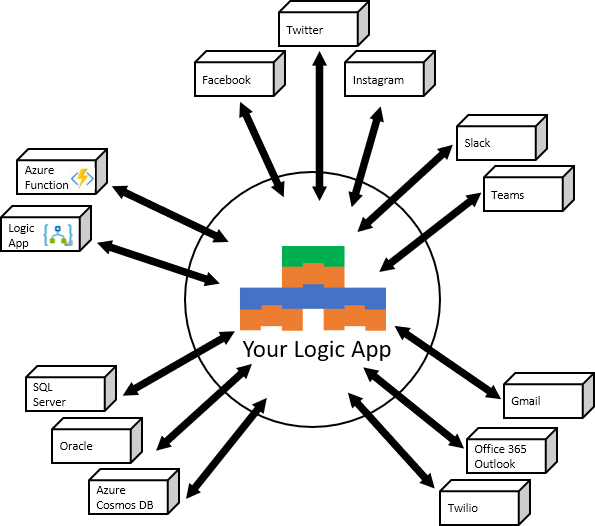 Twitter
Facebook
Instagram
Slack
Teams
Azure
Function
Logic
App
Your Logic App
SQL
Server
Oracle
Azure
Cosmos DB
Gmail
Office 365
Outlook
Twilio